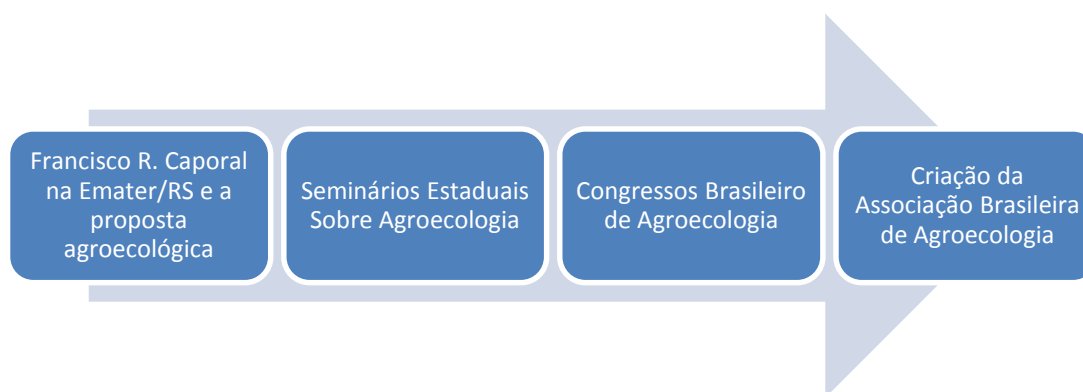 Francisco R. Caporal
na Emater/RS e a
proposta
agroecológica
Seminários Estaduais
Sobre Agroecologia
Congressos Brasileiro
de Agroecologia
Criação da
Associação Brasileira
de Agroecologia